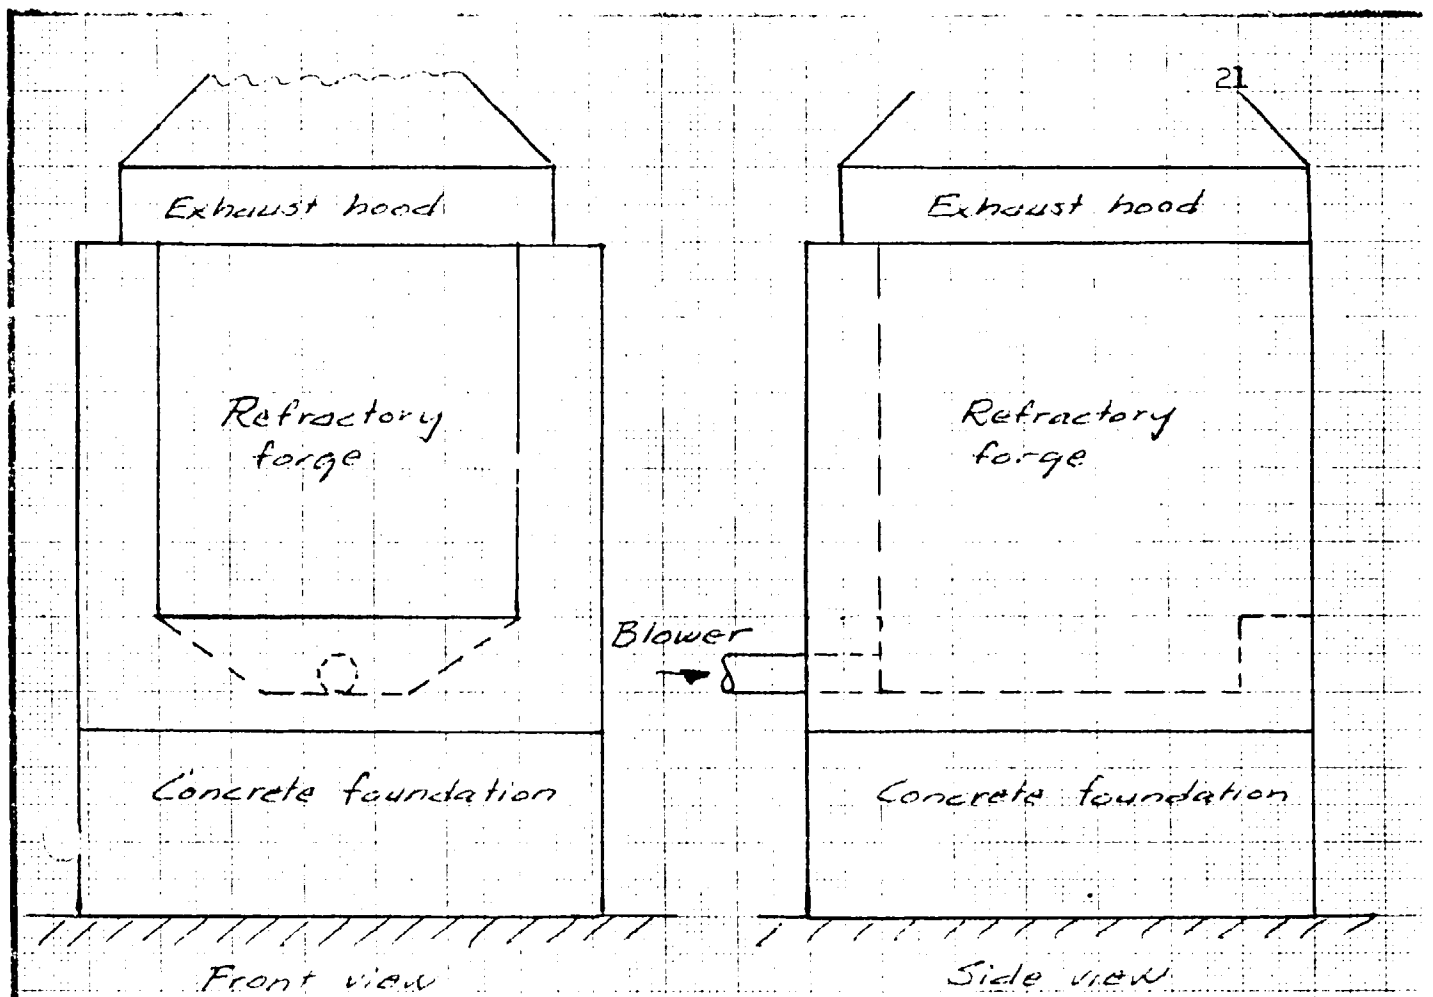 21
Exhaust hood
Exhaust hood
Refractory
forge
Refractory
forge
Blower
Concrete foundation
Concrete foundation
Front view
Side view